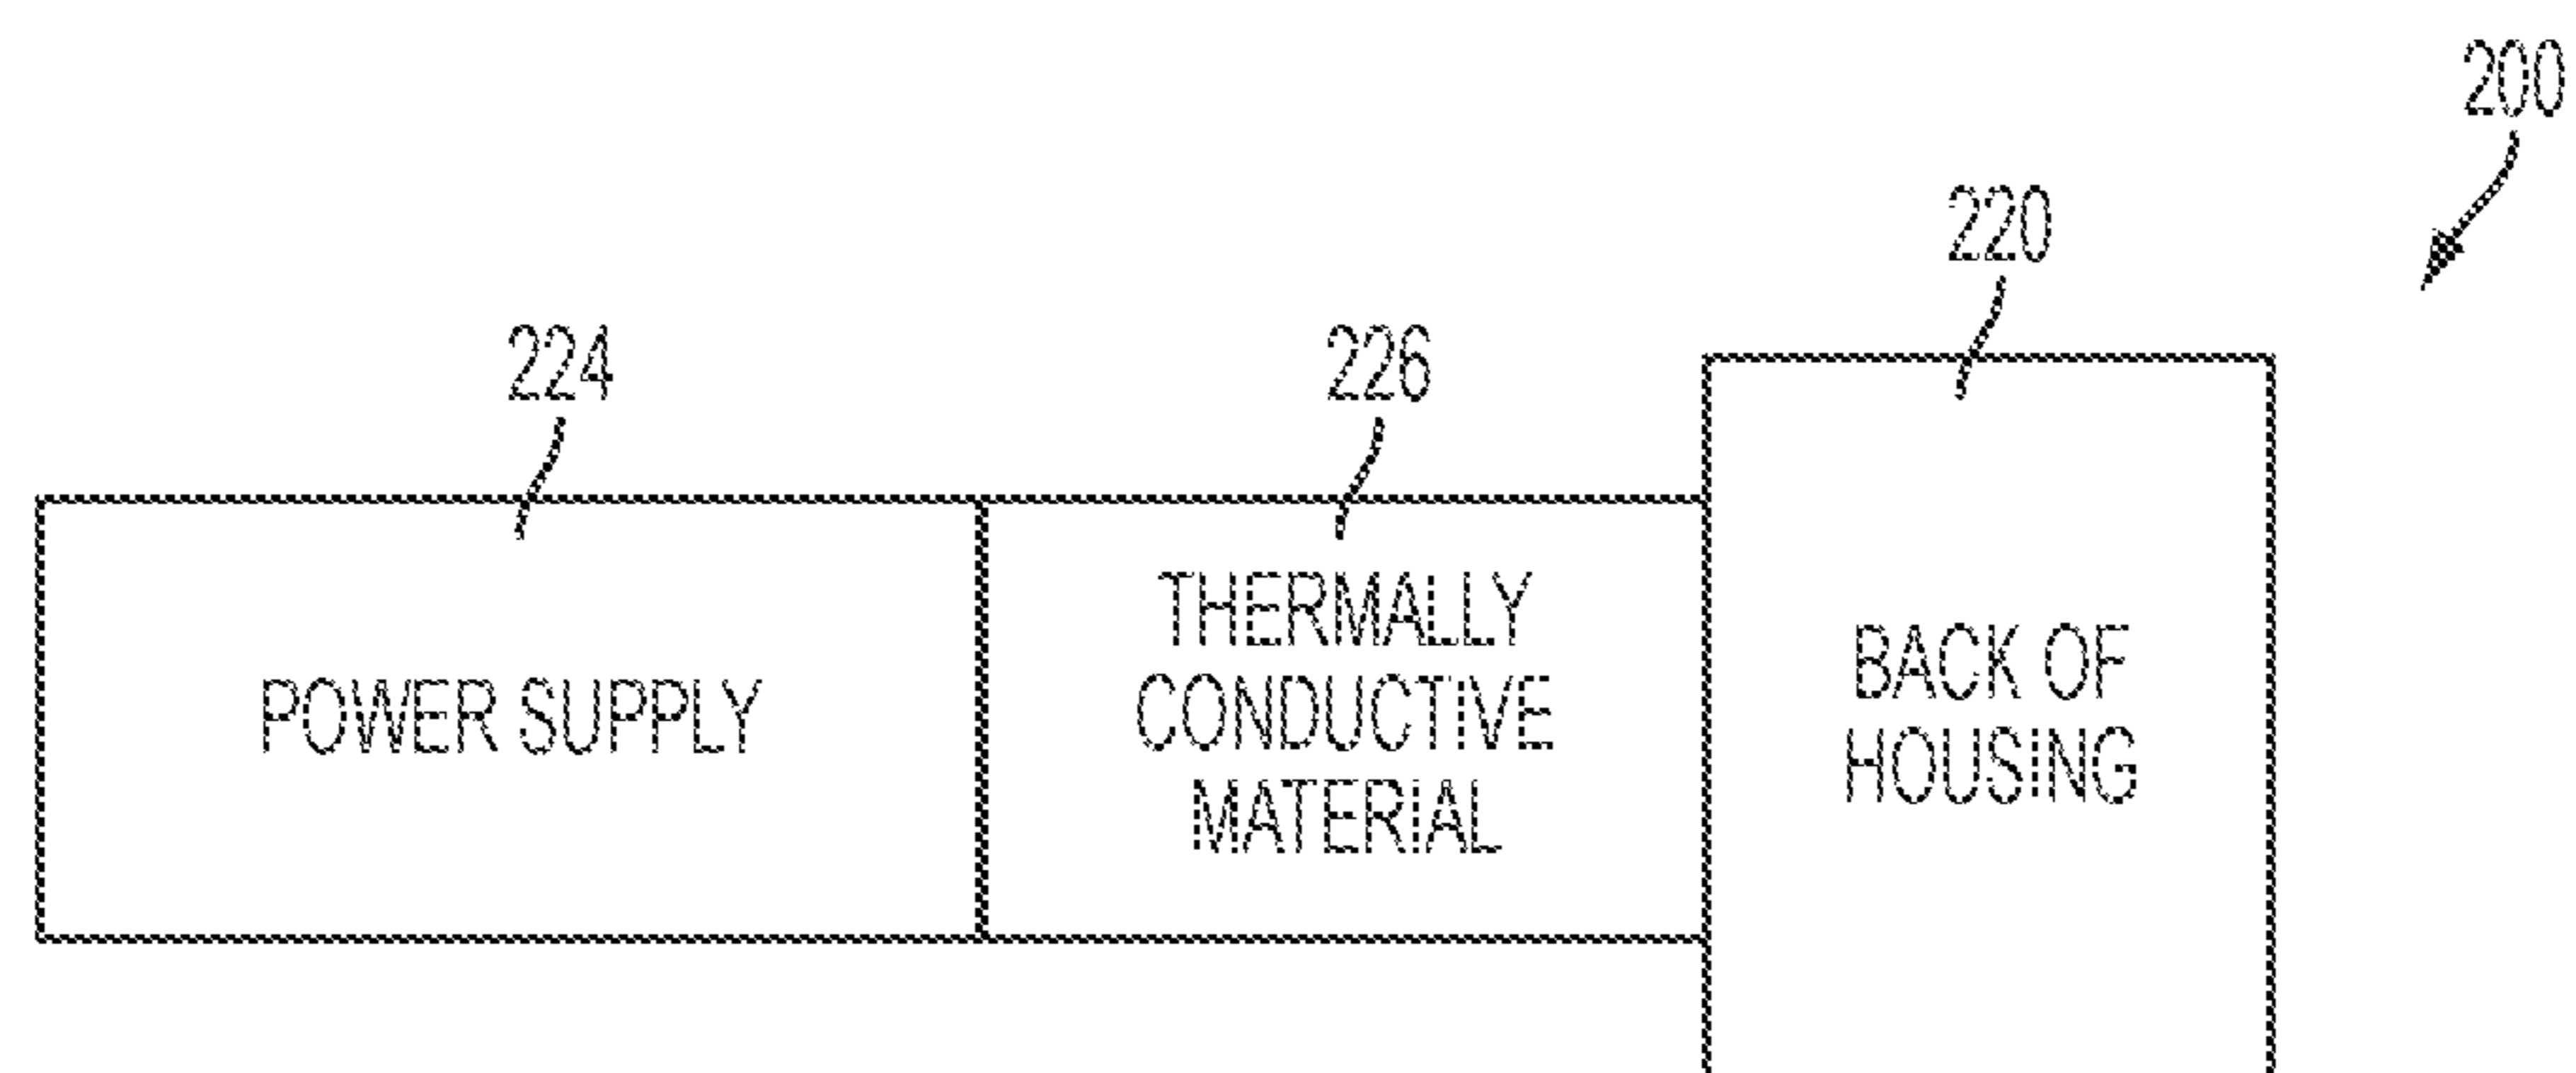 200
220
224
226
POWER SUPPLY
THERMALLY
CONDUCTIVE
MATERIAL
BACK OF
HOUSING